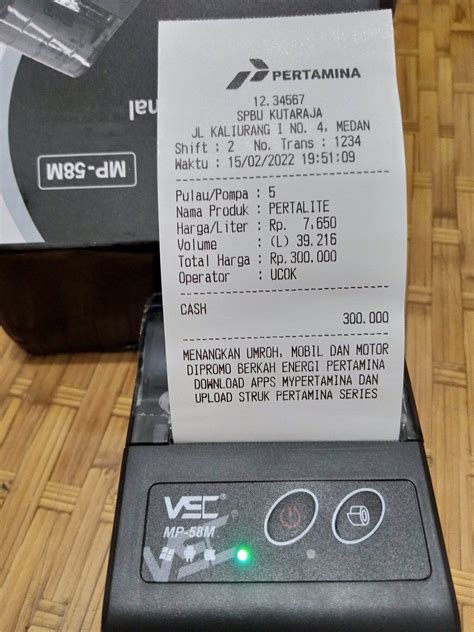 onal
MP-58M
PERTAMINA
12.34567
SPBU KUTARAJA
JL KALIURANG I NO. 4, MEDAN
Shift : 2 No. Trans : 1234
Waktu : 15/02/2022 19:51:09
Pulau/Pompa : 5
Nama Produk : PERTALITE
Harga/Liter : Rp. 7,650
Volume : (L) 39.216
Total Harga : Rp.300.000
Operator : UCOK
CASH
300.000
MENANGKAN UMROH, MOBIL DAN MOTOR
DIPROMO BERKAH ENERGI PERTAMINA
DOWNLOAD APPS MYPERTAMINA DAN
UPLOAD STRUK PERTAMINA SERIES
VSC
MP-58M
VSC